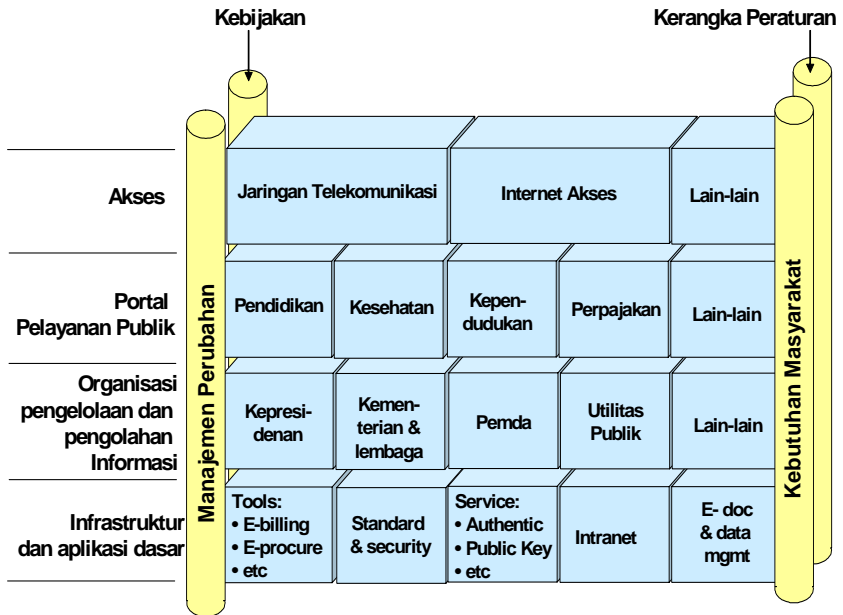 Kebijakan
Kerangka Peraturan
Manajemen Perubahan
Kebutuhan Masyarakat
Akses
Jaringan Telekomunikasi
Internet Akses
Lain-lain
Portal
Pelayanan Publik
Pendidikan
Kesehatan
Kepen-
dudukan
Perpajakan
Lain-lain
Organisasi
pengelolaan dan
pengolahan
Informasi
Kepresi-
denan
Kemen-
terian &
lembaga
Pemda
Utilitas
Publik
Lain-lain
Infrastruktur
dan aplikasi dasar
Tools:
• E-billing
• E-procure
• etc
Standard
& security
Service:
• Authentic
• Public Key
• etc
Intranet
E- doc
& data
mgmt